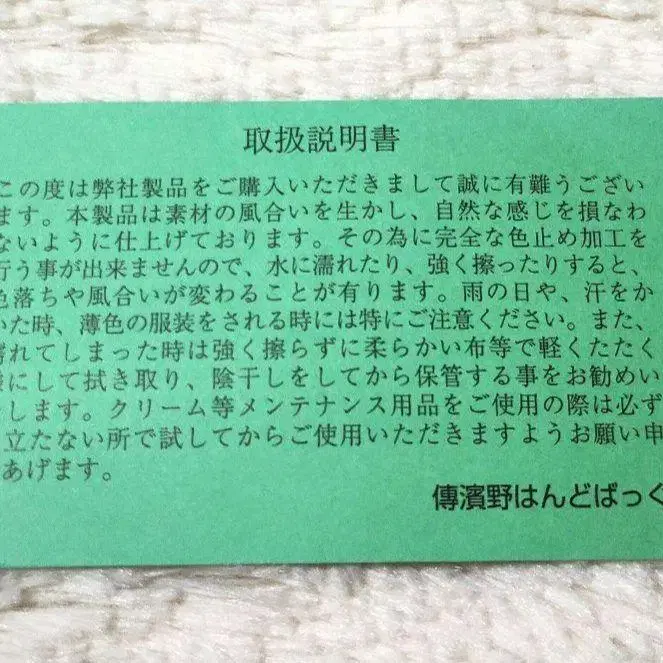 取扱説明書
この度は弊社製品をご購入いただきまして誠に有難うござい
ます。本製品は素材の風合いを生かし、自然な感じを損なわ
ないように仕上げております。その為に完全な色止め加工を
行う事が出来ませんので、水に濡れたり、強く擦ったりすると、
色落ちや風合いが変わることが有ります。雨の日や、汗をか
いた時、薄色の服装をされる時には特にご注意ください。また、
濡れてしまった時は強く擦らずに柔らかい布等で軽くたたく
様にして拭き取り、陰干しをしてから保管する事をお勧めい
たします。クリーム等メンテナンス用品をご使用の際は必ず
立たない所で試してからご使用いただきますようお願い申
あげます。
傳濱野はんどばっぐ